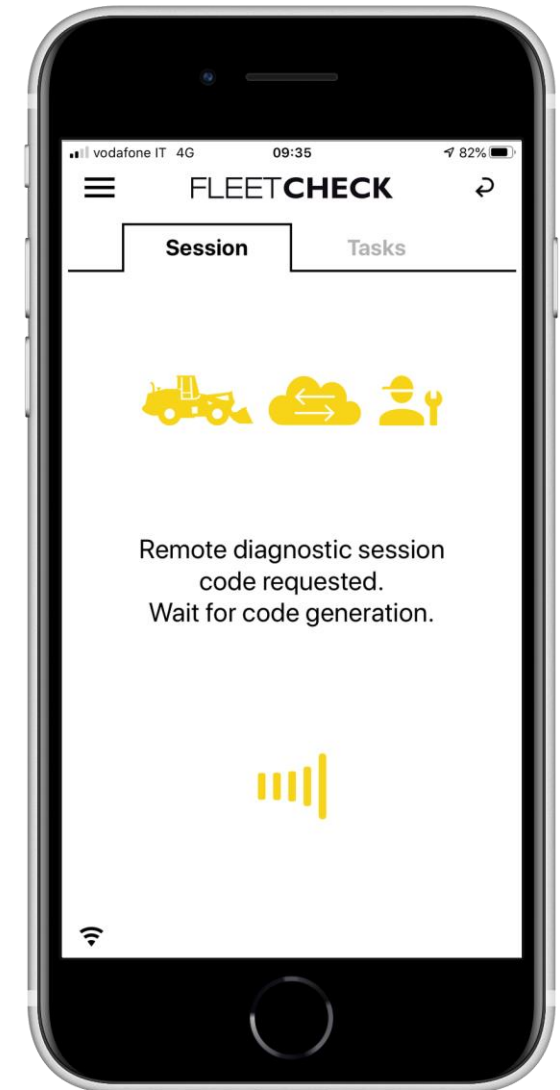 vodafone IT 4G 09:35 82%
FLEETCHECK
Session Tasks
Remote diagnostic session
code requested.
Wait for code generation.